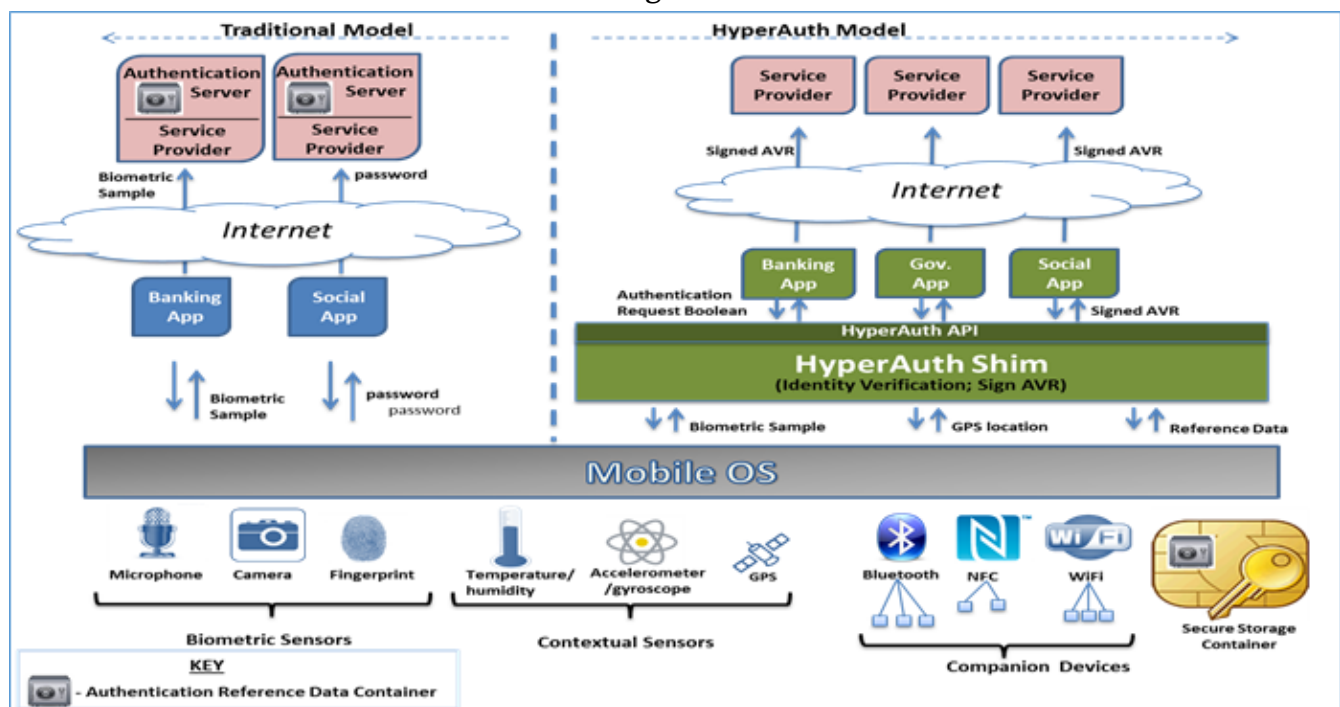 Traditional Model
HyperAuth Model
Authentication
Server
Service
Provider
Authentication
Server
Service
Provider
Service
Provider
Service
Provider
Service
Provider
Biometric
Sample
password
Signed AVR
Signed AVR
Internet
Internet
Banking
App
Social
App
Banking
App
Gov.
App
Social
App
Authentication
Request Boolean
Signed AVR
HyperAuth API
HyperAuth Shim
(Identity Verification; Sign AVR)
Biometric
Sample
password
password
Biometric Sample
GPS location
Reference Data
Mobile OS
Microphone
Camera
Fingerprint
Temperature/
humidity
Accelerometer
/gyroscope
GPS
Bluetooth
NFC
Wi Fi
TM
WiFi
Biometric Sensors
Contextual Sensors
Companion Devices
Secure Storage
Container
KEY
- Authentication Reference Data Container